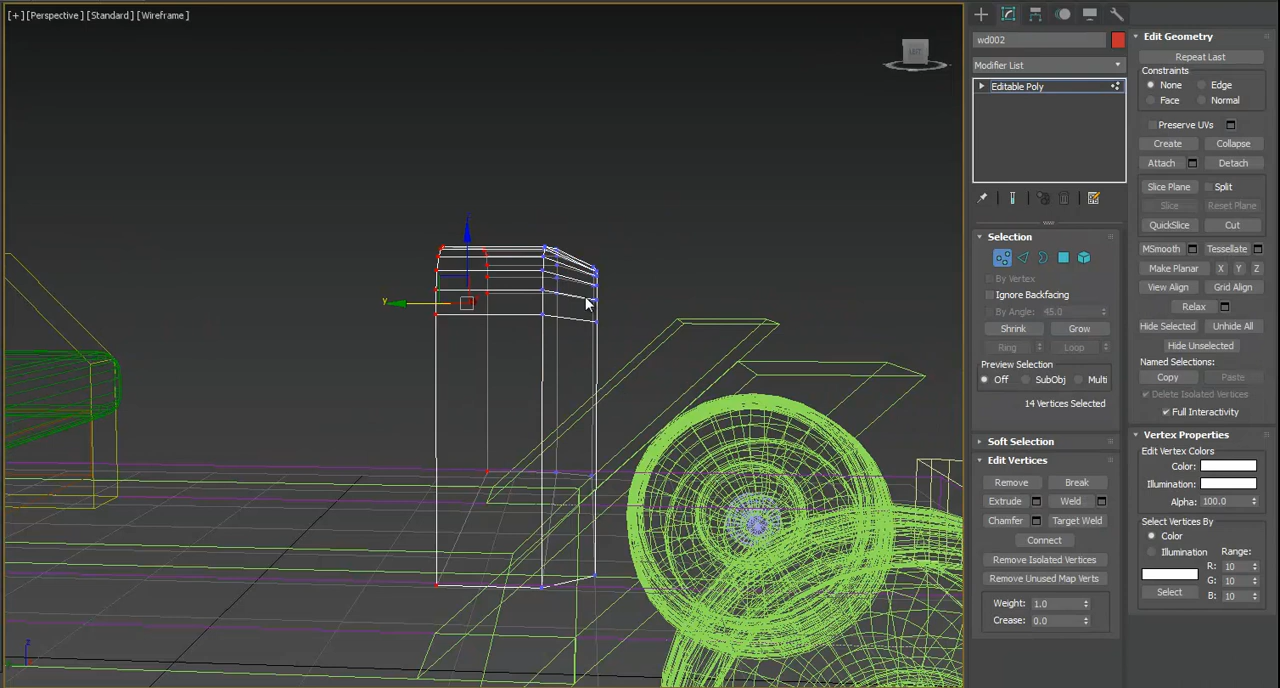 [+] [Perspective] [Standard] [Wireframe]
y
z
wd002
Modifier List
Editable Poly
Selection
By Vertex
Ignore Backfacing
By Angle: 45.0
Shrink Grow
Ring Loop
Preview Selection
Off SubObj Multi
14 Vertices Selected
Soft Selection
Edit Vertices
Remove Break
Extrude Weld
Chamfer Target Weld
Connect
Remove Isolated Vertices
Remove Unused Map Verts
Weight: 1.0
Crease: 0.0
Edit Geometry
Repeat Last
Constraints
None Edge
Face Normal
Preserve UVs
Create Collapse
Attach Detach
Slice Plane Split
Slice Reset Plane
QuickSlice Cut
MSmooth Tessellate
Make Planar X Y Z
View Align Grid Align
Relax
Hide Selected Unhide All
Hide Unselected
Named Selections:
Copy Paste
Delete Isolated Vertices
Full Interactivity
Vertex Properties
Edit Vertex Colors
Color:
Illumination:
Alpha: 100.0
Select Vertices By
Color
Illumination Range:
R: 10
G: 10
Select B: 10